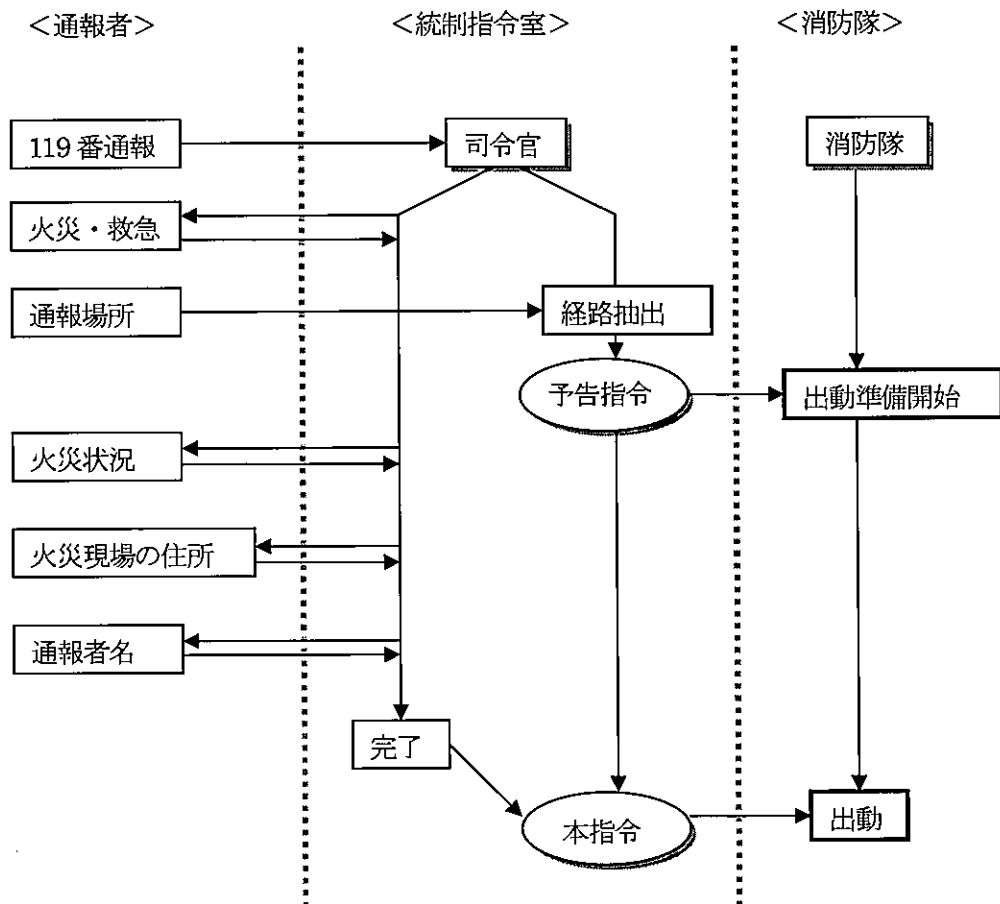 ＜通報者＞
＜統制指令室＞
＜消防隊＞
119番通報
司令官
消防隊
火災・救急
通報場所
経路抽出
予告指令
出動準備開始
火災状況
火災現場の住所
通報者名
完了
本指令
出動